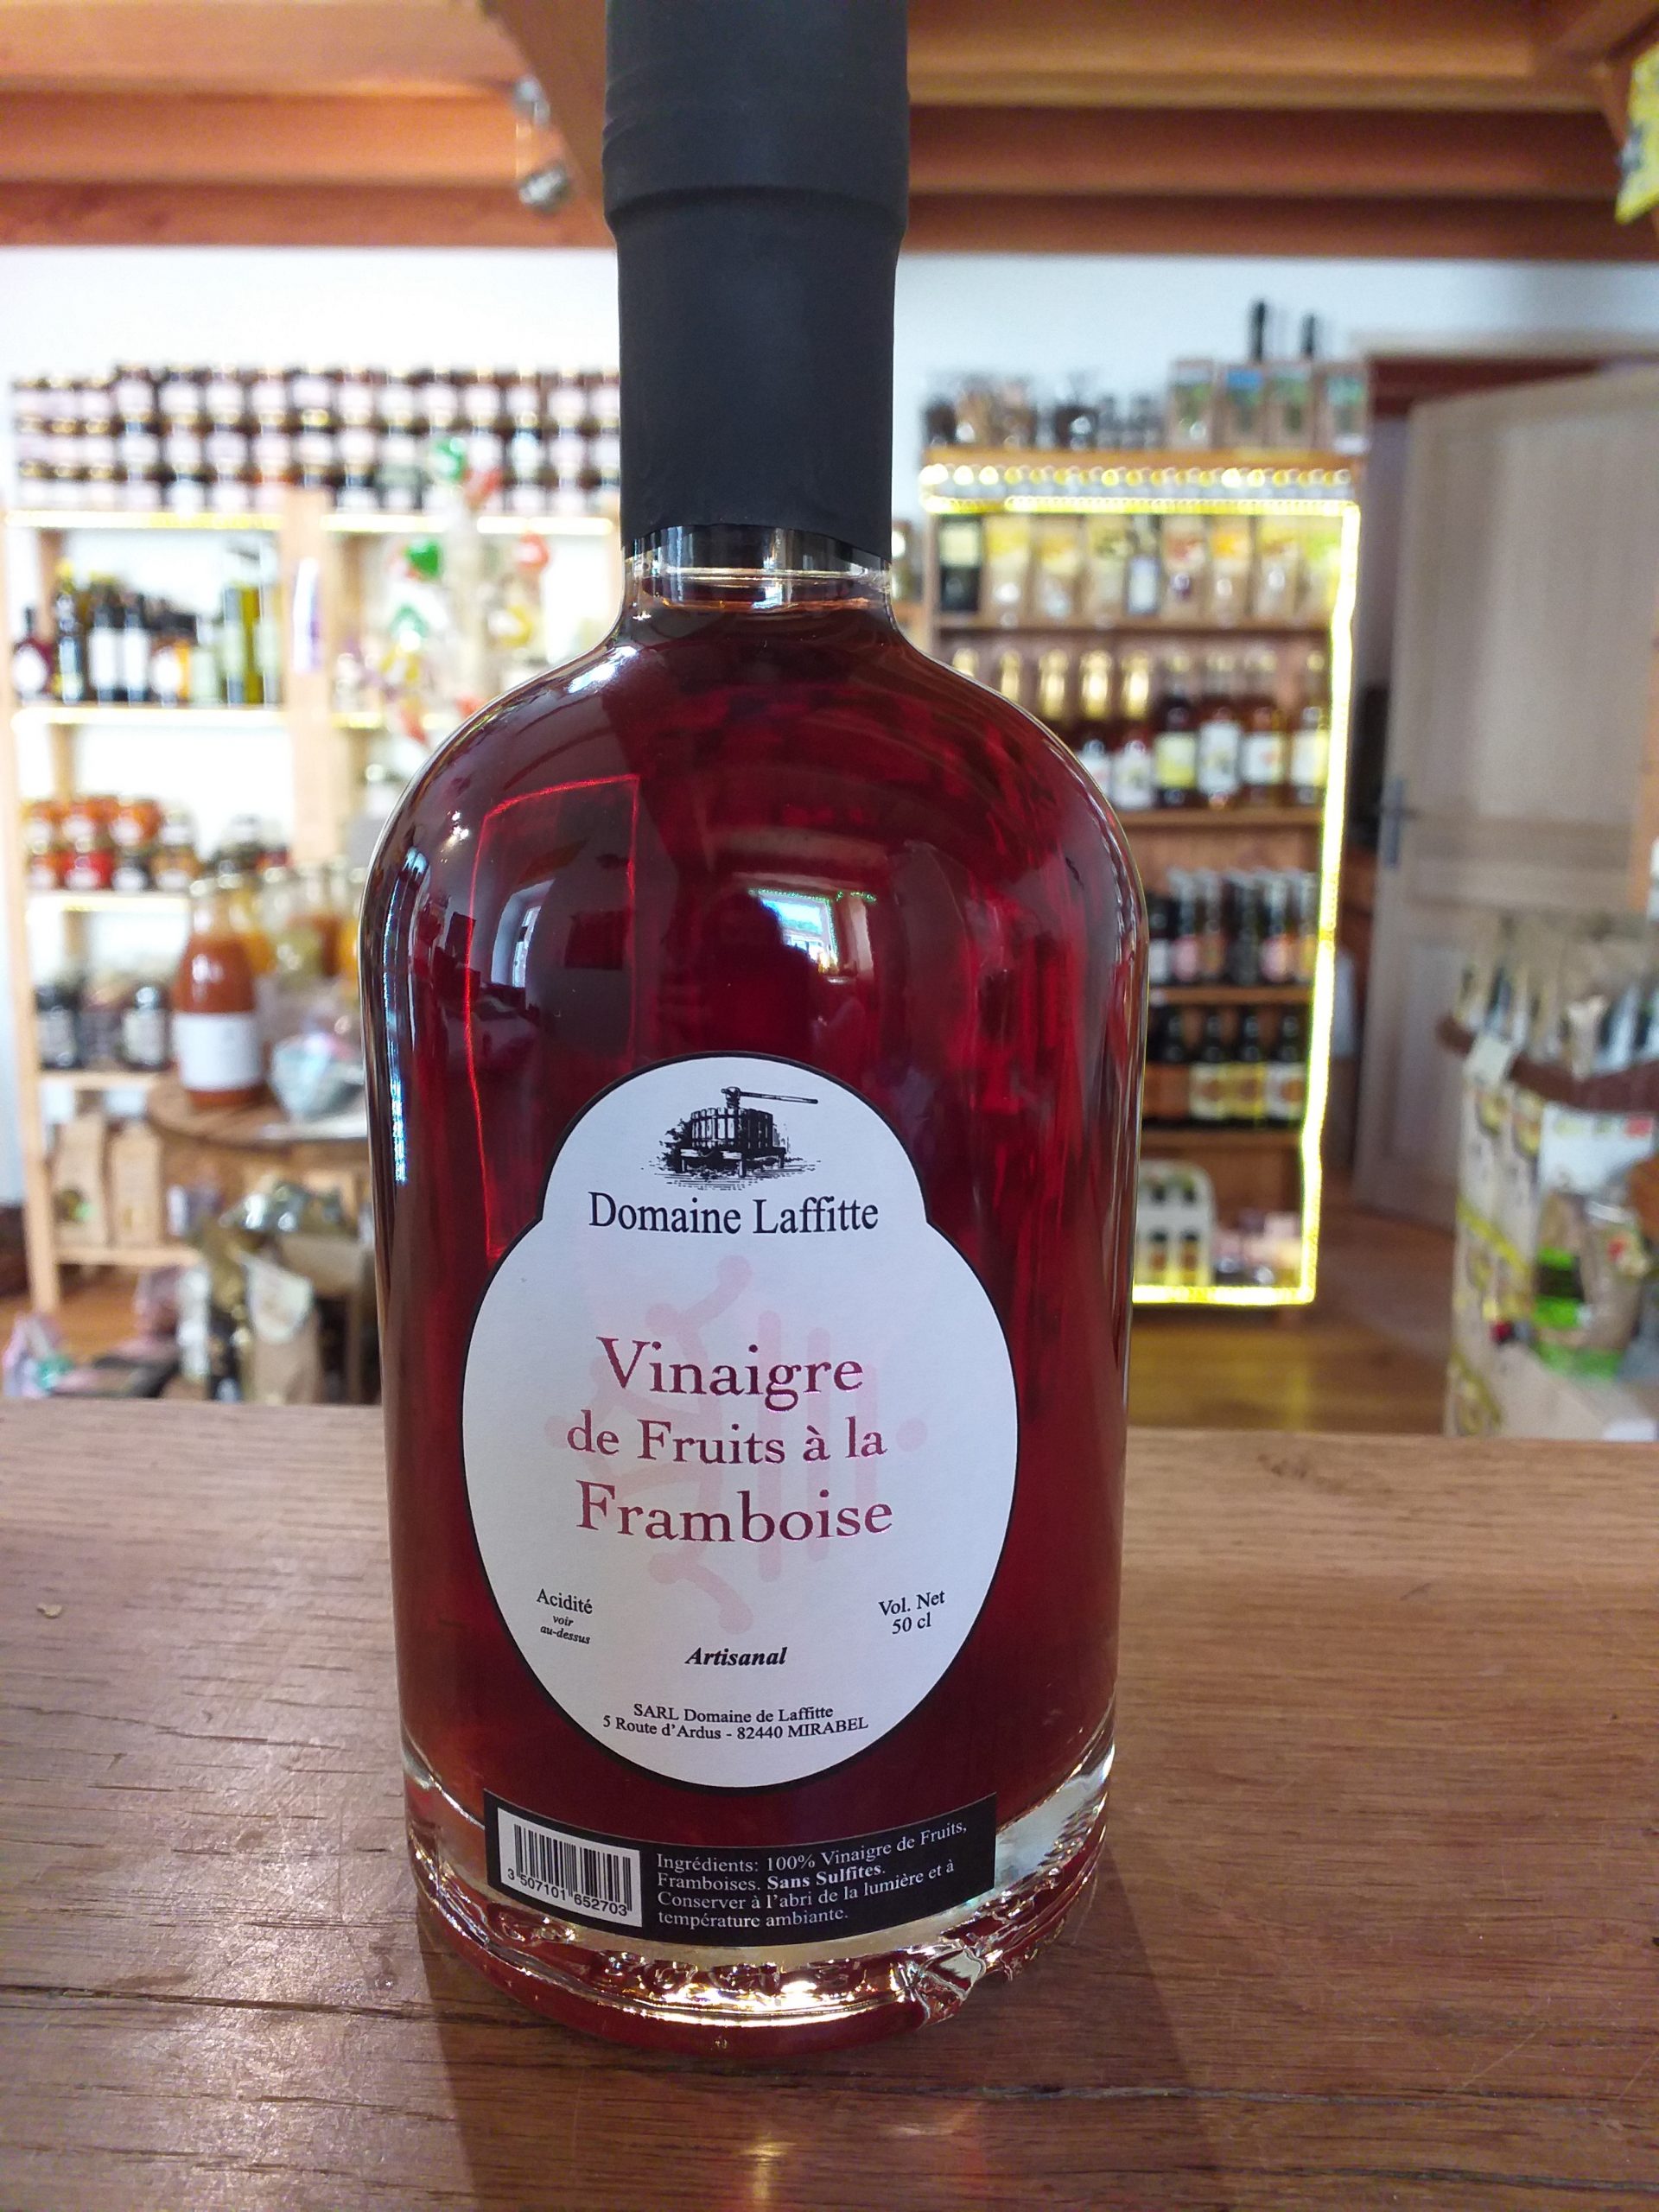 Domaine Laffitte
Vinaigre
de Fruits à la
Framboise
Acidité
voir
au-dessus
Vol. Net
50 cl
Artisanal
SARL Domaine de Laffitte
5 Route d'Ardus - 82440 MIRABEL
3 507101 652703
Ingrédients: 100% Vinaigre de Fruits,
Framboises. Sans Sulfites.
Conserver à l'abri de la lumière et à
température ambiante.